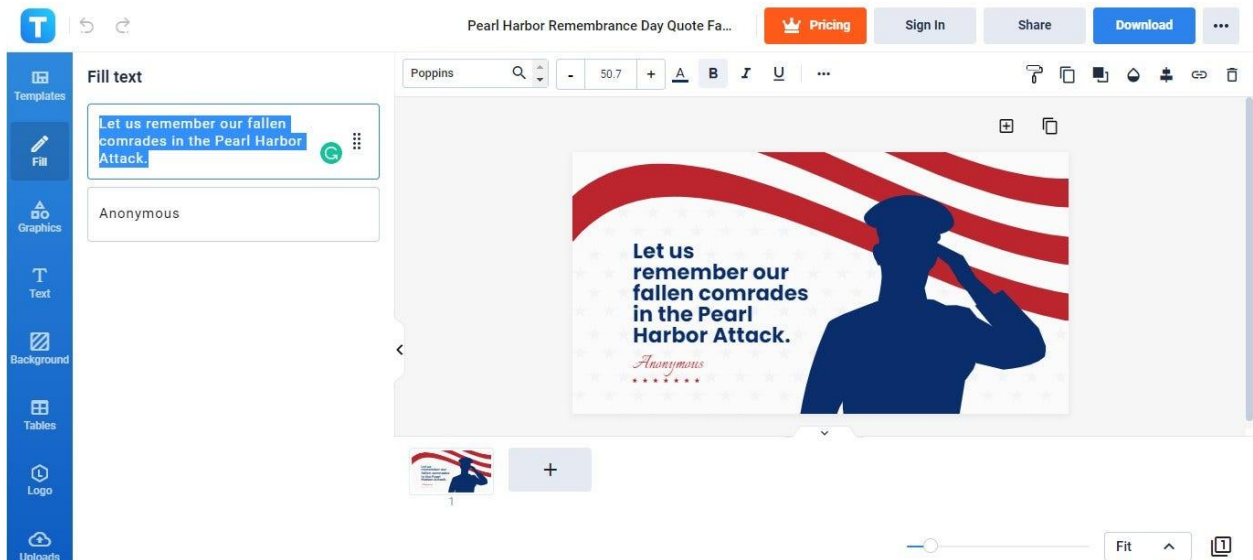 T
Pearl Harbor Remembrance Day Quote Fa...
Pricing
Sign In
Share
Download
Templates
Fill
Graphics
T
Text
Background
Tables
Logo
Uploads
Fill text
Let us remember our fallen
comrades in the Pearl Harbor
Attack.
Anonymous
Poppins
- 50.7 +
A B I U
Let us
remember our
fallen comrades
in the Pearl
Harbor Attack.
Anonymous
+
1
Fit
1